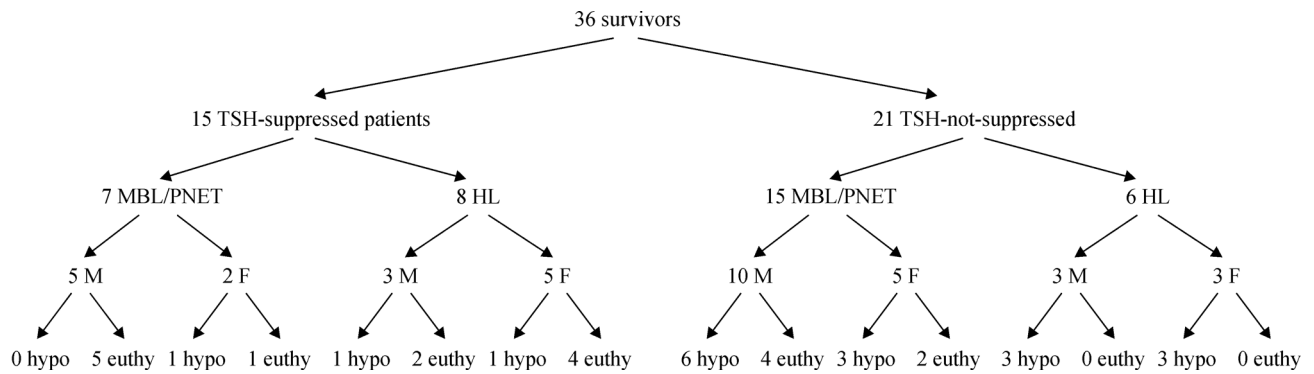 36 survivors
15 TSH-suppressed patients 21 TSH-not-suppressed
7 MBL/PNET 8 HL 15 MBL/PNET 6 HL
5 M 2 F 3 M 5 F 10 M 5 F 3 M 3 F
0 hypo 5 euthy 1 hypo 1 euthy 1 hypo 2 euthy 1 hypo 4 euthy 6 hypo 4 euthy 3 hypo 2 euthy 3 hypo 0 euthy 3 hypo 0 euthy